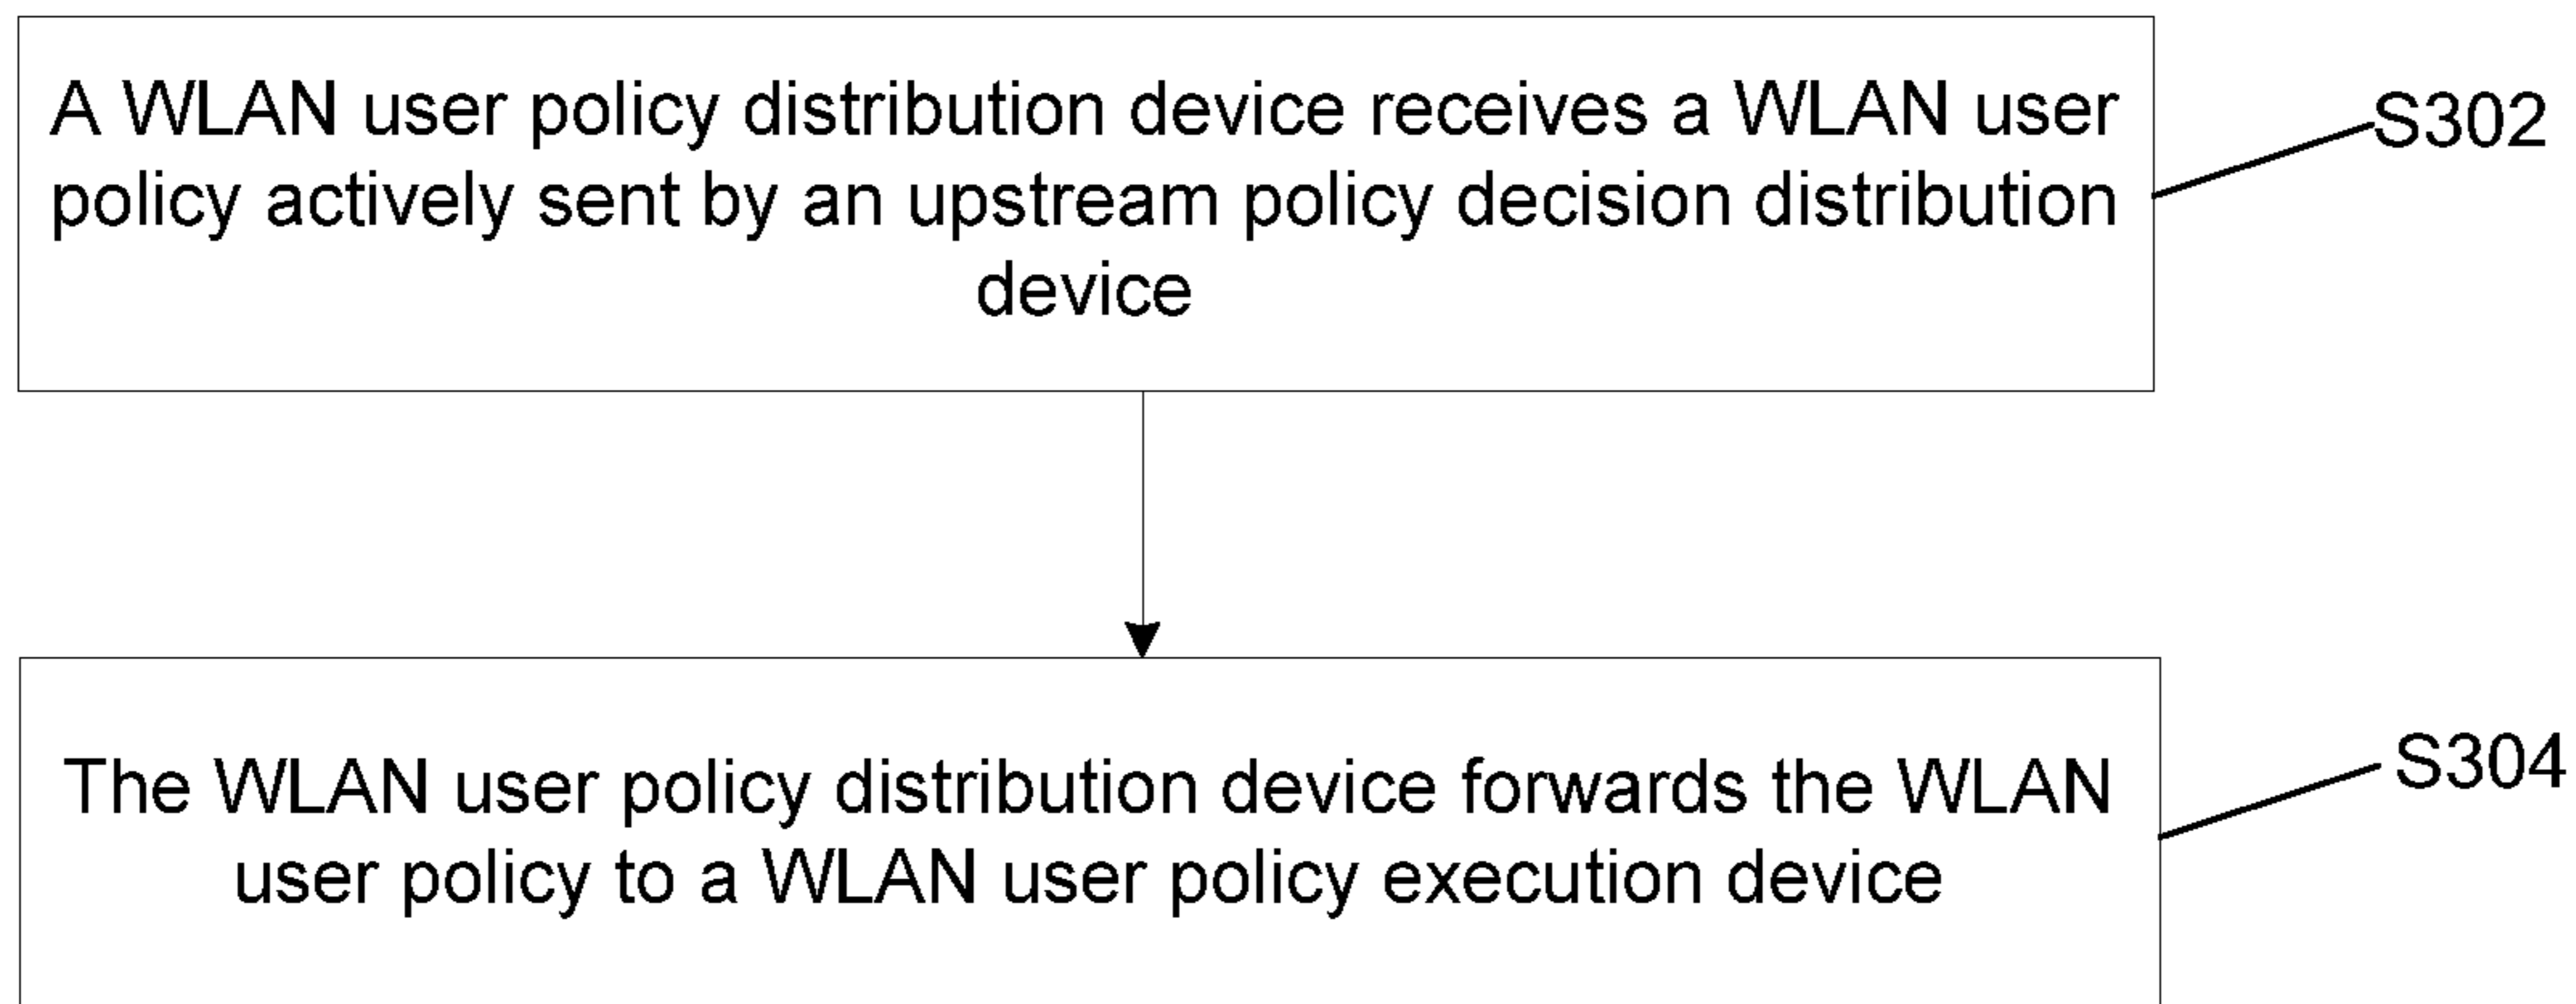 A WLAN user policy distribution device receives a WLAN user
policy actively sent by an upstream policy decision distribution
device
S302
The WLAN user policy distribution device forwards the WLAN
user policy to a WLAN user policy execution device
S304